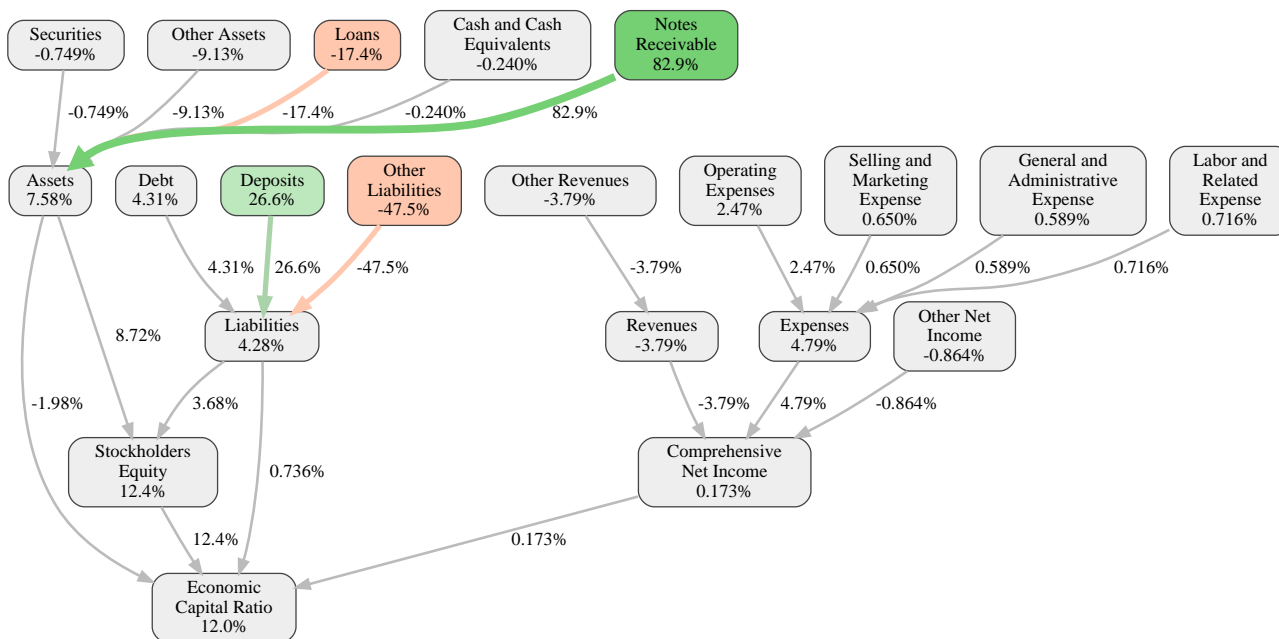 Securities
-0.749%
Other Assets
-9.13%
Loans
-17.4%
Cash and Cash
Equivalents
-0.240%
Notes
Receivable
82.9%
-0.749%
-9.13%
-17.4%
-0.240%
82.9%
Assets
7.58%
Debt
4.31%
Deposits
26.6%
Other
Liabilities
-47.5%
Other Revenues
-3.79%
Operating
Expenses
2.47%
Selling and
Marketing
Expense
0.650%
General and
Administrative
Expense
0.589%
Labor and
Related
Expense
0.716%
4.31%
26.6%
-47.5%
-3.79%
2.47%
0.650%
0.589%
0.716%
Liabilities
4.28%
Revenues
-3.79%
Expenses
4.79%
Other Net
Income
-0.864%
8.72%
-1.98%
3.68%
-3.79%
4.79%
-0.864%
Stockholders
Equity
12.4%
0.736%
Comprehensive
Net Income
0.173%
12.4%
0.173%
Economic
Capital Ratio
12.0%